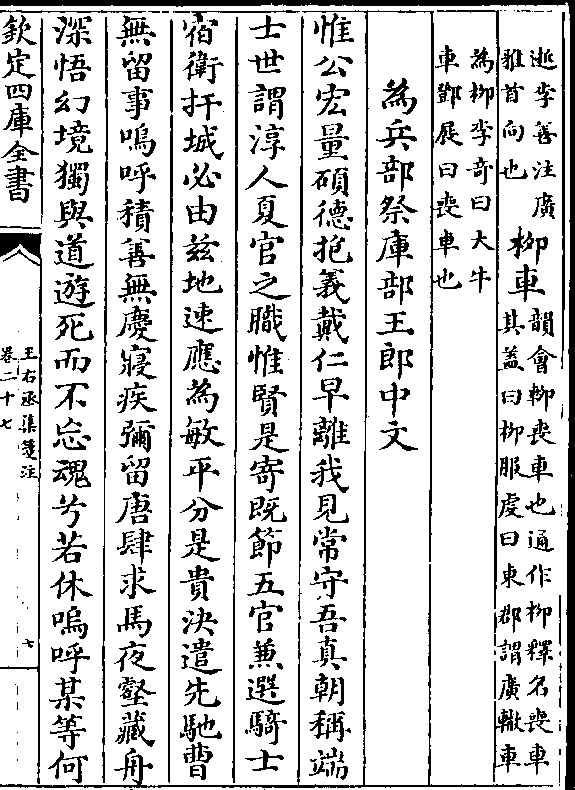 逝李善注廣
雅首向也
柳車
韻會䡜喪車也通作柳釋名喪車
其盖曰柳服虔曰東郡謂廣轍車
為柳李奇曰大牛
車鄧展曰喪車也
為兵部祭庫部王郎中文
惟公宏量碩德抱義戴仁早離我見常守吾真朝稱端
士世謂淳人夏官之職惟賢是寄既節五官兼選騎士
宿衛扞城必由兹地速應為敏平分是貴決遣先馳曹
無留事嗚呼積善無慶寢疾彌留唐肆求馬夜壑藏舟
深悟幻境獨與道遊死而不忘魂兮若休嗚呼某等何
欽定四庫全書
王右丞集箋注
卷二十七
七